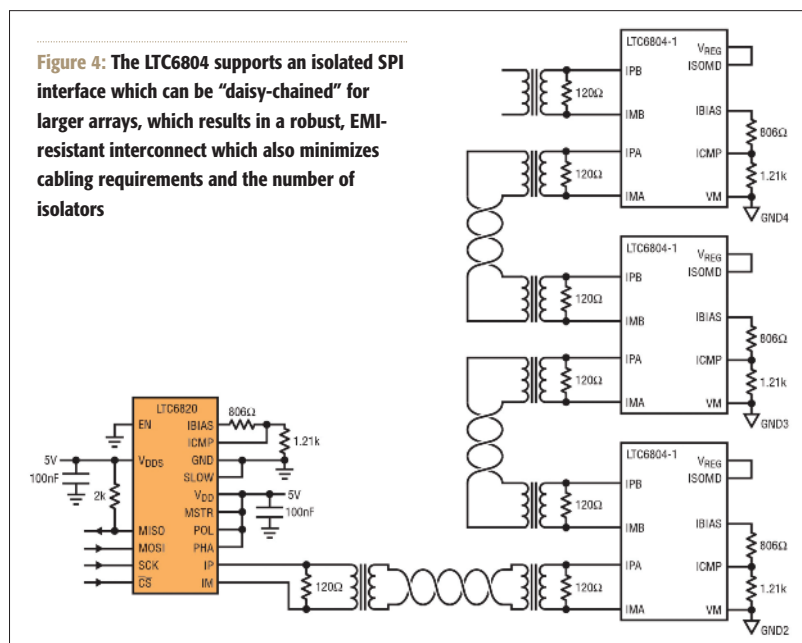 Figure 4: The LTC6804 supports an isolated SPI
interface which can be “daisy-chained” for
larger arrays, which results in a robust, EMI-
resistant interconnect which also minimizes
cabling requirements and the number of
isolators
LTC6804-1
VREG
ISOMD
IPB
120Ω
IMB
IBIAS
806Ω
ICMP
IPA
120Ω
1.21k
IMA
VM
GND4
LTC6804-1
VREG
ISOMD
IPB
120Ω
IMB
IBIAS
806Ω
ICMP
IPA
120Ω
1.21k
IMA
VM
GND3
LTC6804-1
VREG
ISOMD
IPB
120Ω
IMB
IBIAS
806Ω
ICMP
IPA
120Ω
1.21k
IMA
VM
GND2
LTC6820
EN
IBIAS
806Ω
ICMP
1.21k
5V
VDDS
GND
100nF
SLOW
2k
VDD
5V
MSTR
100nF
MISO
POL
MOSI
PHA
SCK
IP
CS
IM
120Ω